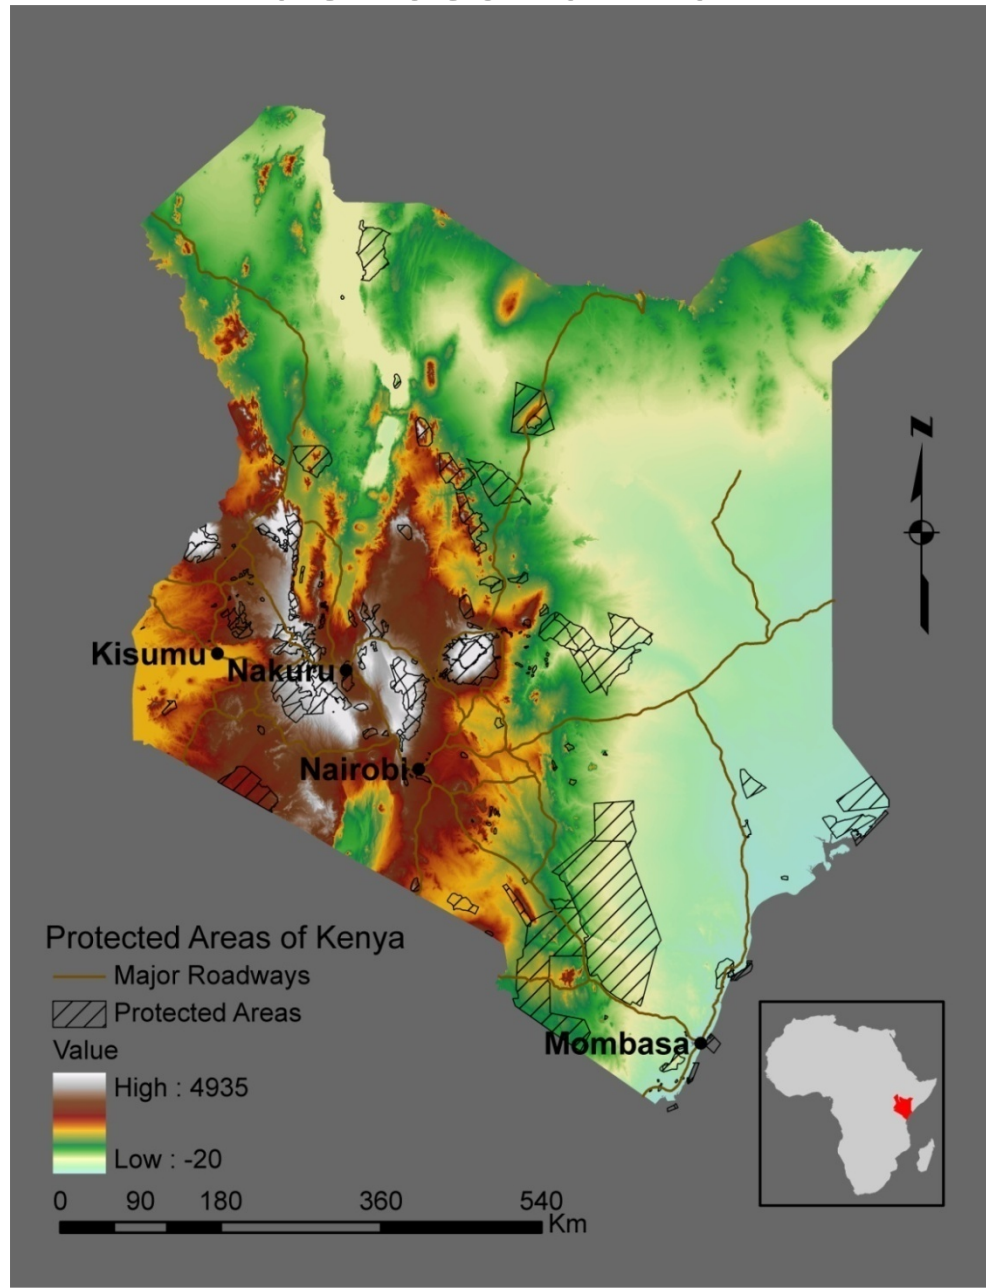 N
Kisumu
Nakuru
Nairobi
Mombasa
Protected Areas of Kenya
Major Roadways
Protected Areas
Value
High : 4935
Low : -20
0 90 180 360 540
Km